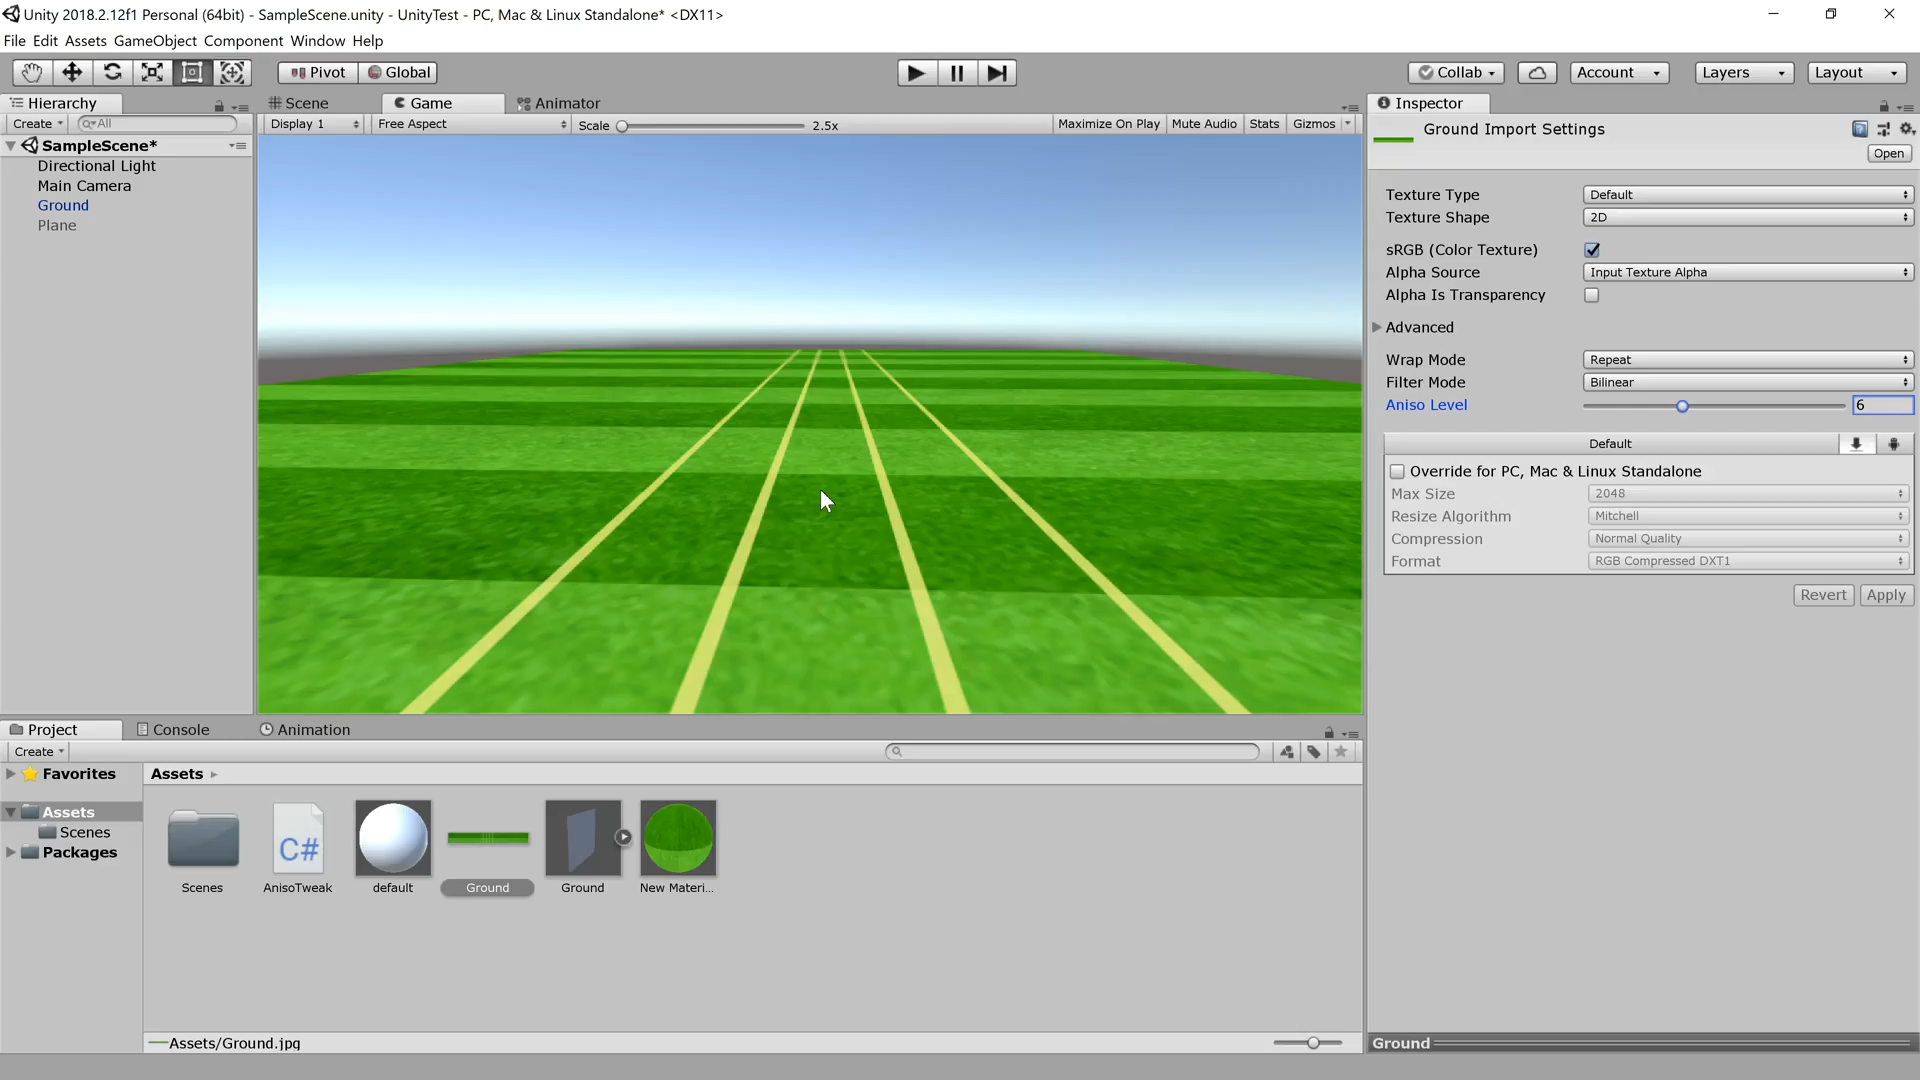 Unity 2018.2.12f1 Personal (64bit) - SampleScene.unity - UnityTest - PC, Mac & Linux Standalone* <DX11>
File Edit Assets GameObject Component Window Help
Pivot Global Collab Account Layers Layout
Hierarchy
Create All
SampleScene*
Directional Light
Main Camera
Ground
Plane
Scene Game Animator
Display 1 Free Aspect Scale 2.5x Maximize On Play Mute Audio Stats Gizmos
Inspector
Ground Import Settings
Open
Texture Type Default
Texture Shape 2D
sRGB (Color Texture)
Alpha Source Input Texture Alpha
Alpha Is Transparency
Advanced
Wrap Mode Repeat
Filter Mode Bilinear
Aniso Level 6
Default
Override for PC, Mac & Linux Standalone
Max Size 2048
Resize Algorithm Mitchell
Compression Normal Quality
Format RGB Compressed DXT1
Revert Apply
Project Console Animation
Create
Favorites
Assets
Scenes
Packages
Assets
C#
Scenes AnisoTweak default Ground Ground New Materi...
Assets/Ground.jpg
Ground